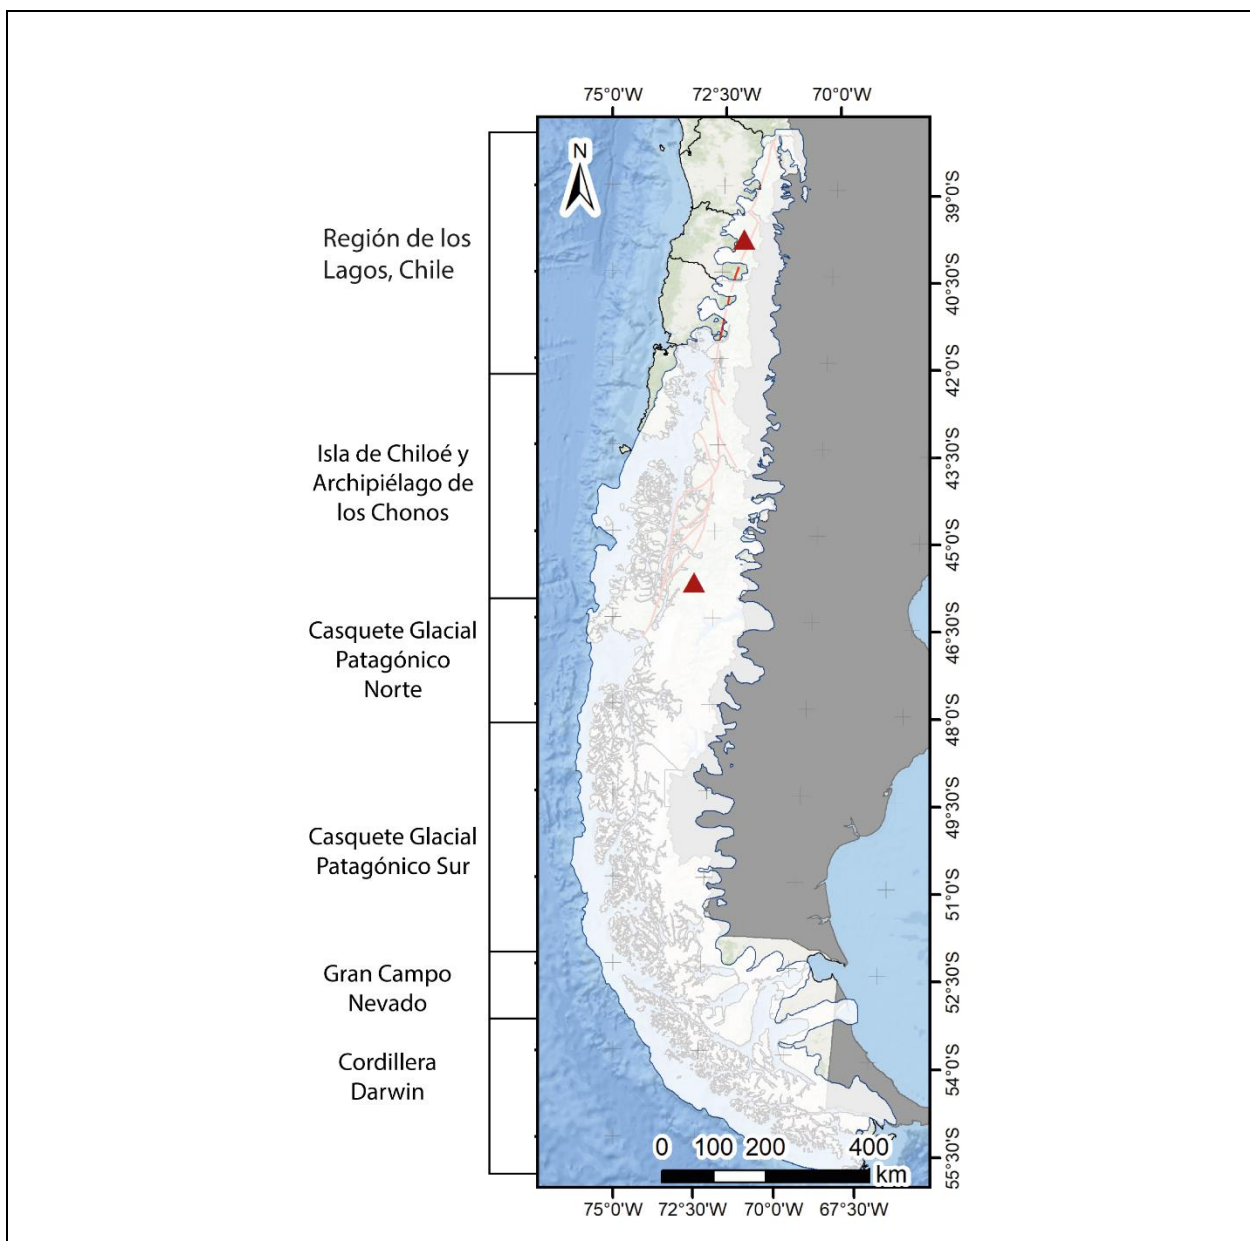 75°0'W 72°30'W 70°0'W
N
39°0'S
Región de los
Lagos, Chile
40°30'S
42°0'S
Isla de Chiloé y
Archipiélago de
los Chonos
43°30'S
45°0'S
Casquete Glacial
Patagónico
Norte
46°30'S
48°0'S
Casquete Glacial
Patagónico Sur
49°30'S
51°0'S
Gran Campo
Nevado
52°30'S
Cordillera
Darwin
54°0'S
0 100 200 400
km
55°30'S
75°0'W 72°30'W 70°0'W 67°30'W